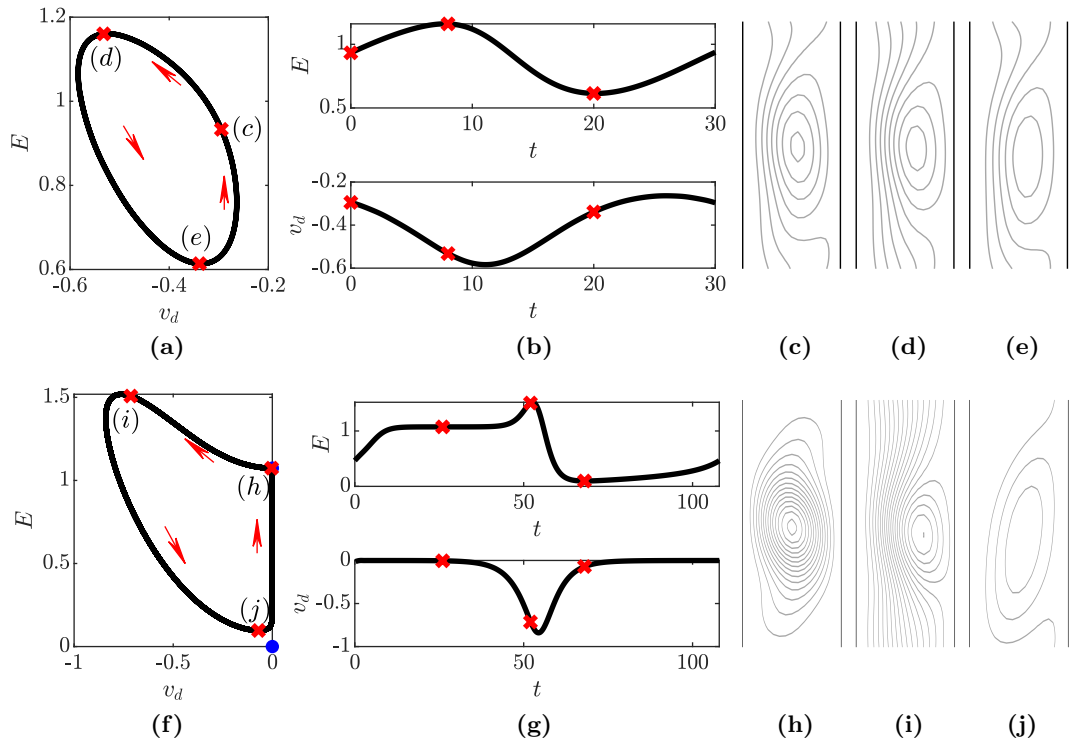 1.2
1
0.8
0.6
E
-0.6
-0.4
-0.2
v_d
(d)
(c)
(e)
(a)
1
0.5
E
0
10
20
30
t
-0.2
-0.4
-0.6
v_d
0
10
20
30
t
(b)
(c)
(d)
(e)
1.5
1
0.5
0
E
-1
-0.5
0
v_d
(i)
(h)
(j)
(f)
1
0
E
0
50
100
t
0
-0.5
-1
v_d
0
50
100
t
(g)
(h)
(i)
(j)